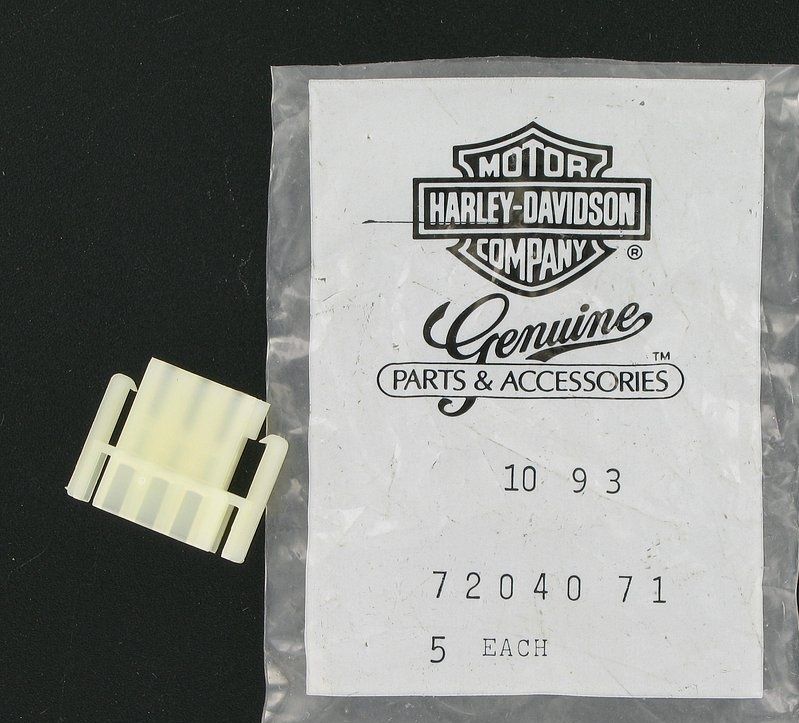 MOTOR
HARLEY-DAVIDSON
COMPANY
®
Genuine
TM
PARTS & ACCESSORIES
10 93
72040 71
5 EACH